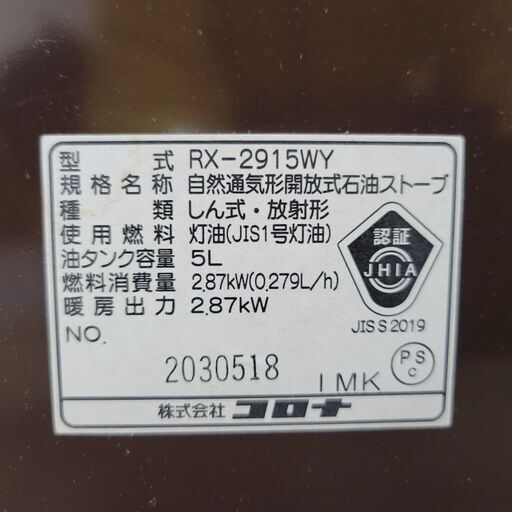 型式 RX-2915WY
規格名称 自然通気形開放式石油ストーブ
種類 しん式・放射形
使用燃料 灯油(JIS1号灯油)
油タンク容量 5L
燃料消費量 2.87kW(0.279L/h)
暖房出力 2.87kW
NO.
2030518
1MK
認証
JHIA
JIS S 2019
PS
C
株式会社 コロナ